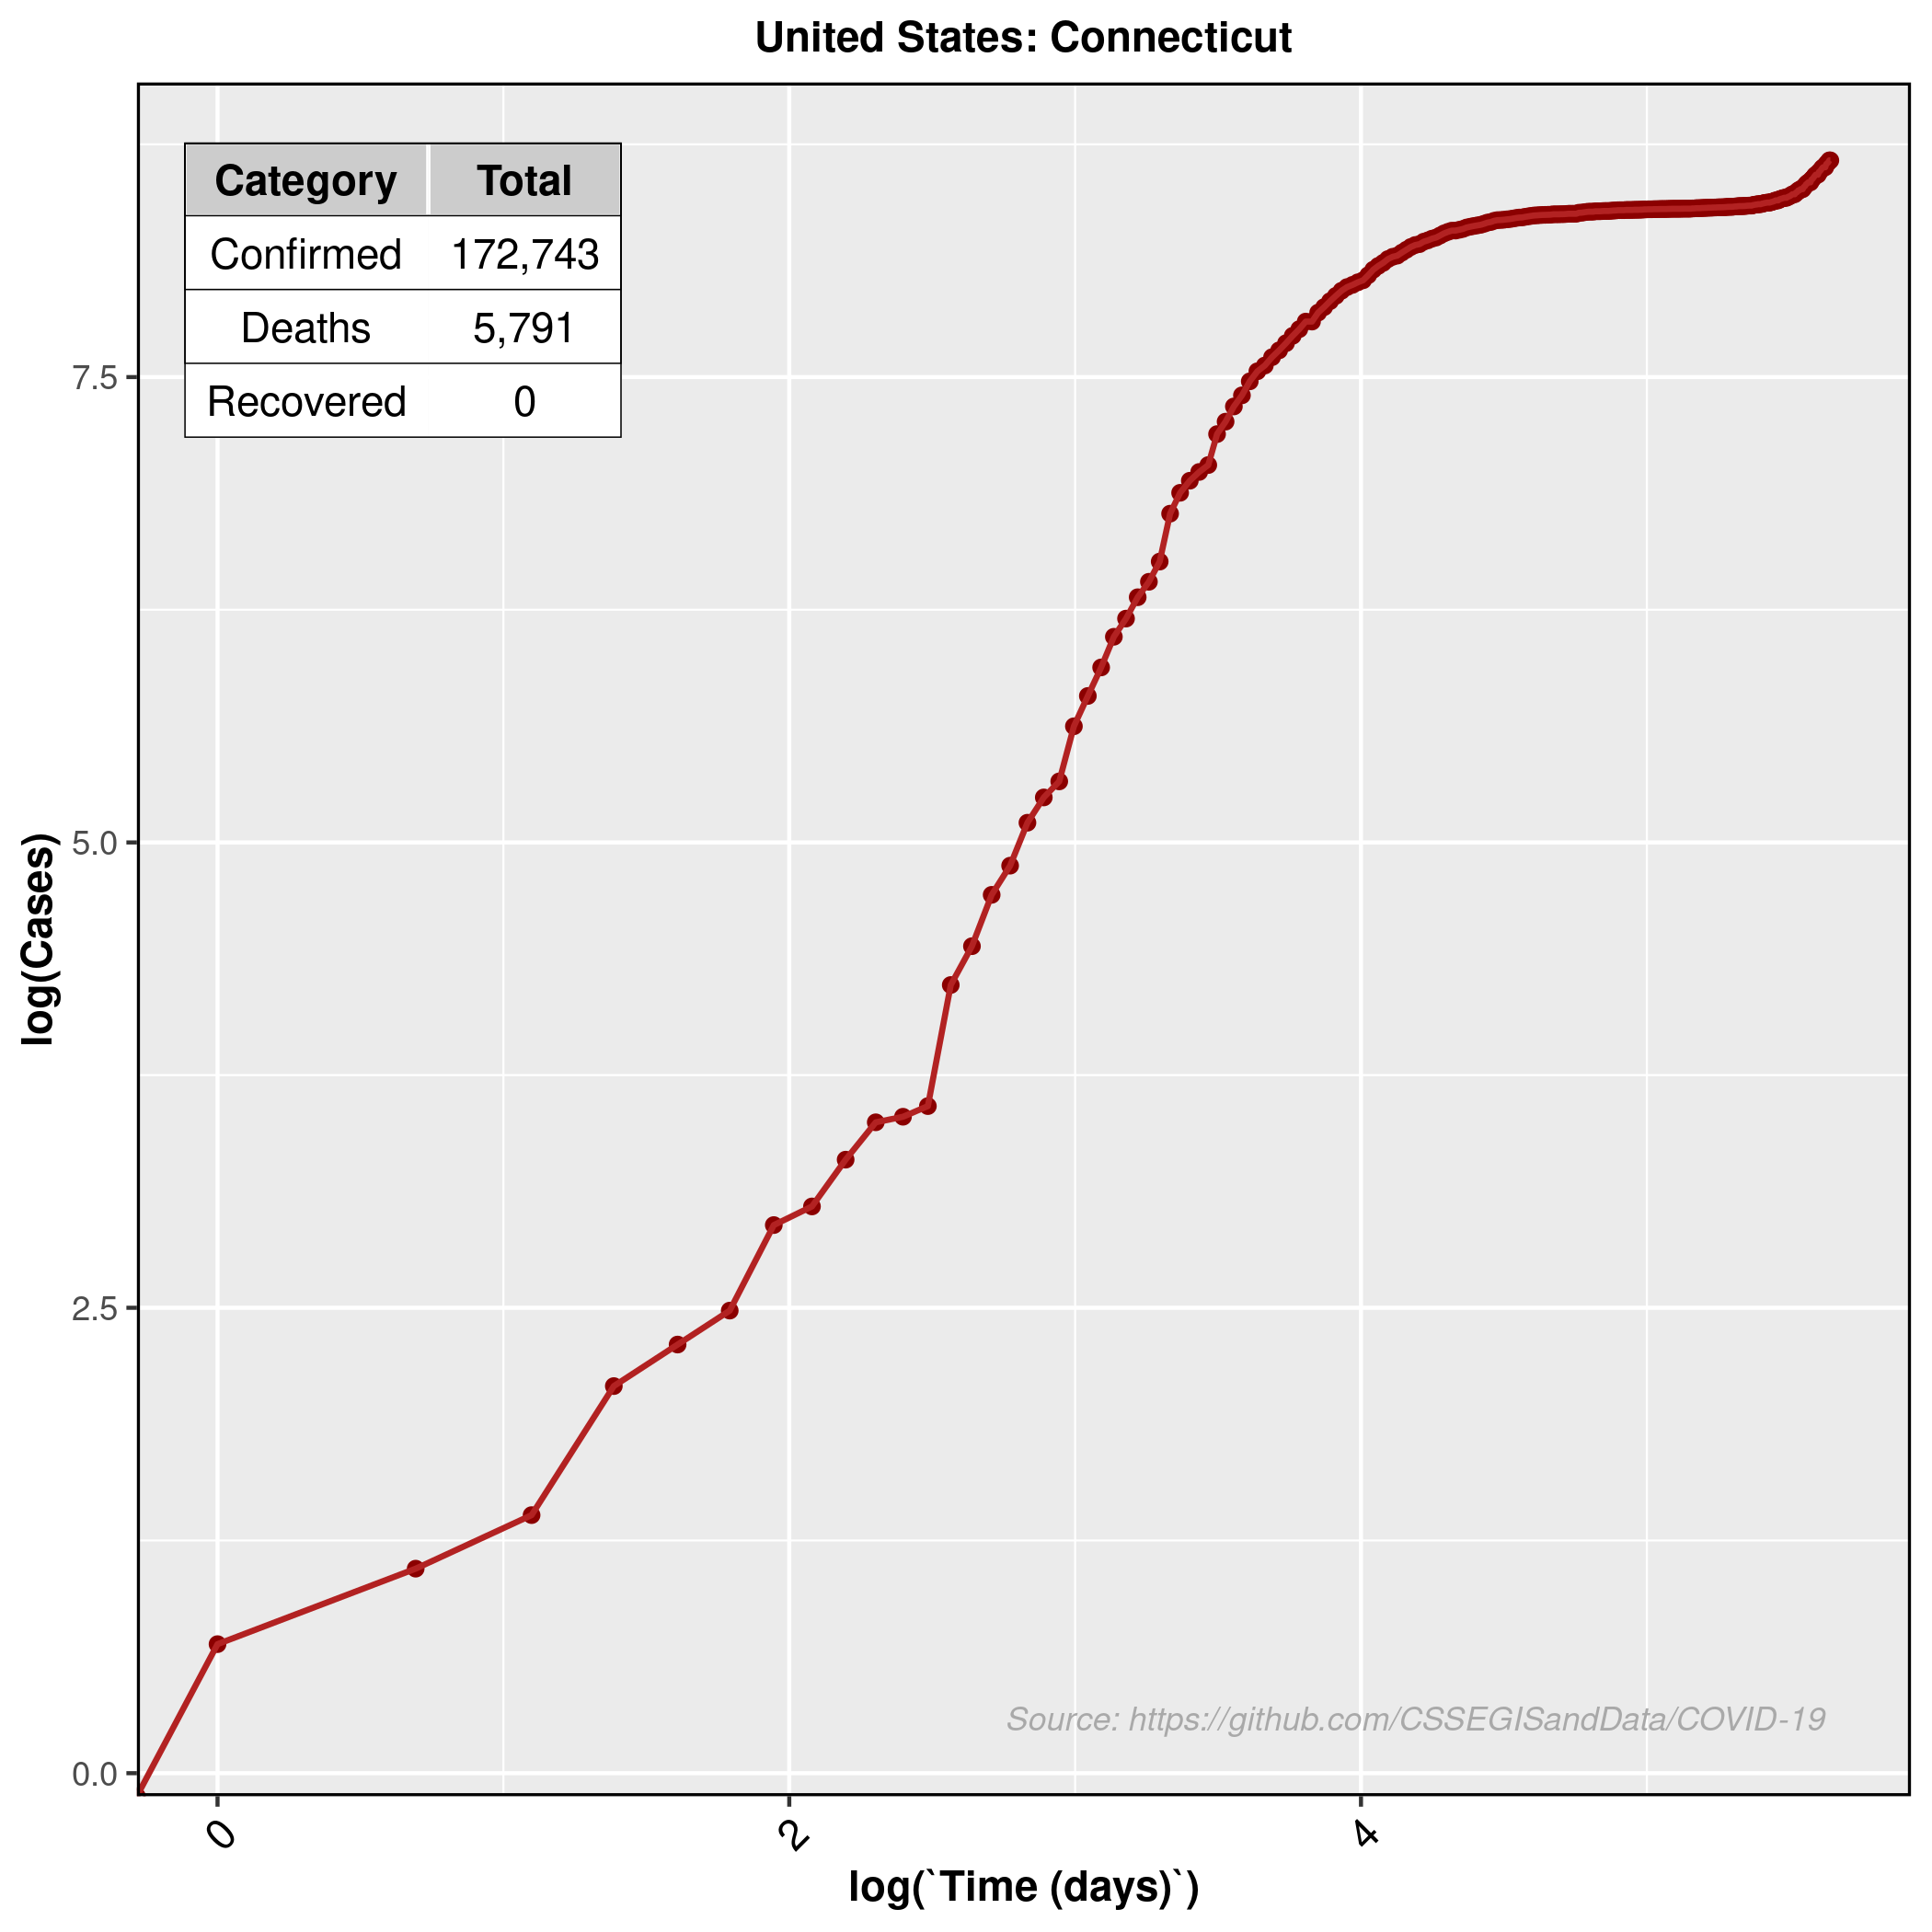 United States: Connecticut
Category Total
Confirmed 172,743
Deaths 5,791
Recovered 0
7.5
5.0
2.5
0.0
log(Cases)
Source: https://github.com/CSSEGISandData/COVID-19
0 2 4
log(`Time (days)`)